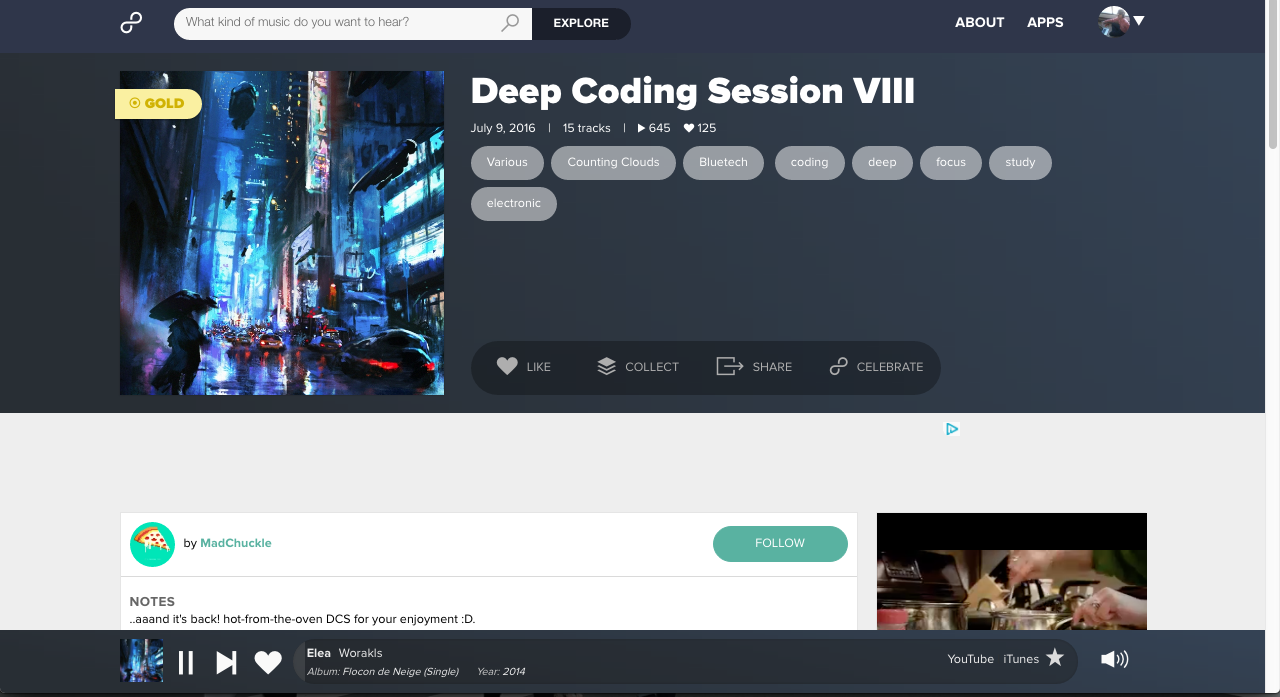 What kind of music do you want to hear?
EXPLORE
ABOUT APPS
GOLD
Deep Coding Session VIII
July 9, 2016 | 15 tracks | 645 125
Various Counting Clouds Bluetech coding deep focus study
electronic
LIKE COLLECT SHARE CELEBRATE
by MadChuckle
FOLLOW
NOTES
..aaand it's back! hot-from-the-oven DCS for your enjoyment :D.
Elea Worakls
Album: Flocon de Neige (Single) Year: 2014
YouTube iTunes